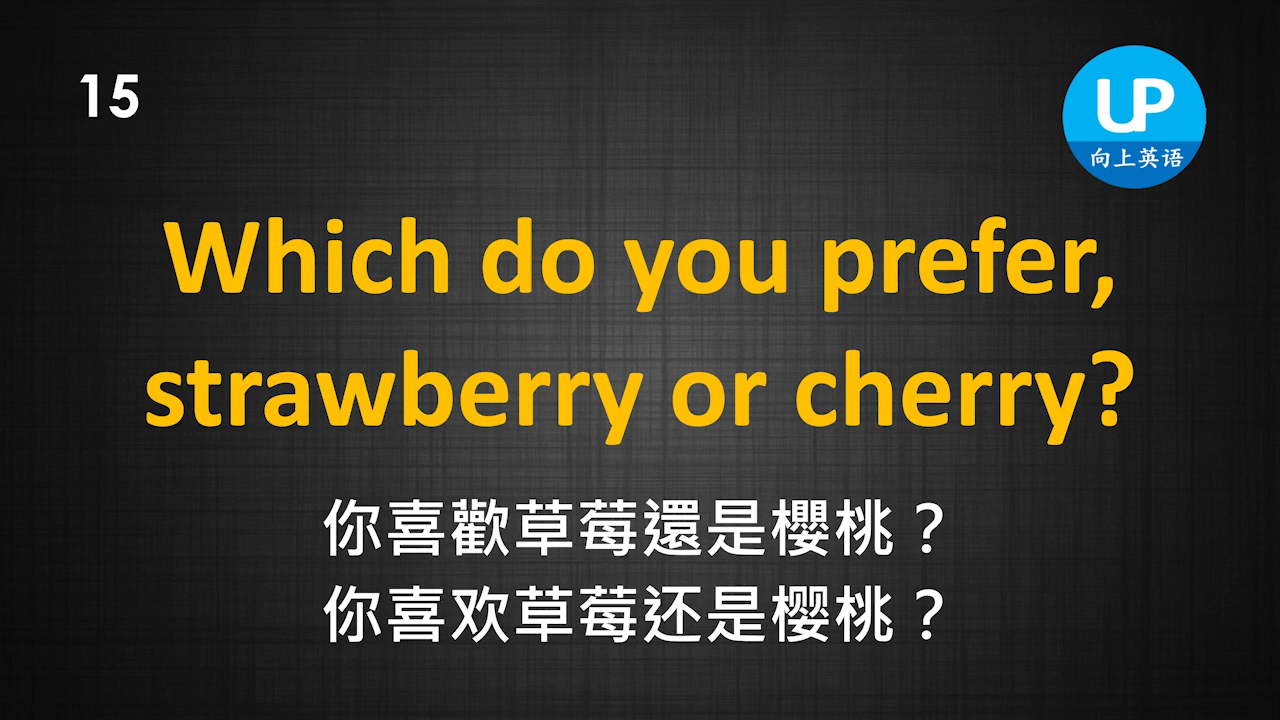 15
UP
向上英语
Which do you prefer,
strawberry or cherry?
你喜歡草莓還是櫻桃？
你喜欢草莓还是樱桃？